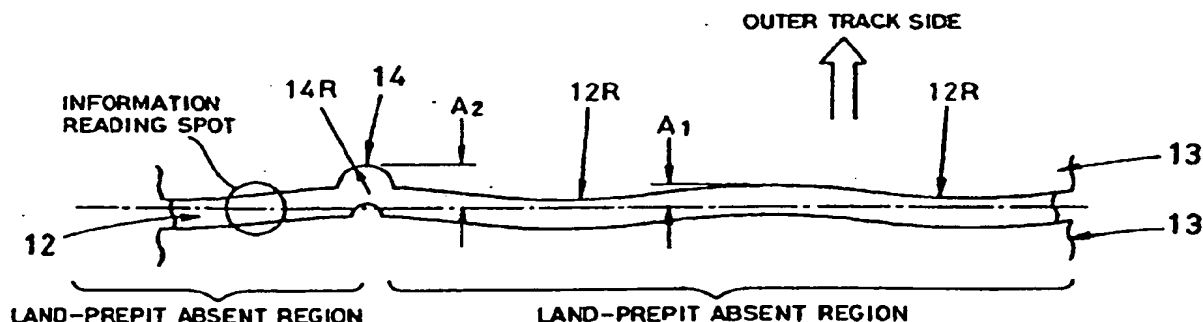 OUTER TRACK SIDE
INFORMATION
READING SPOT
14R
14
A2
12R
A1
12R
13
12
13
LAND-PREPIT ABSENT REGION
LAND-PREPIT ABSENT REGION